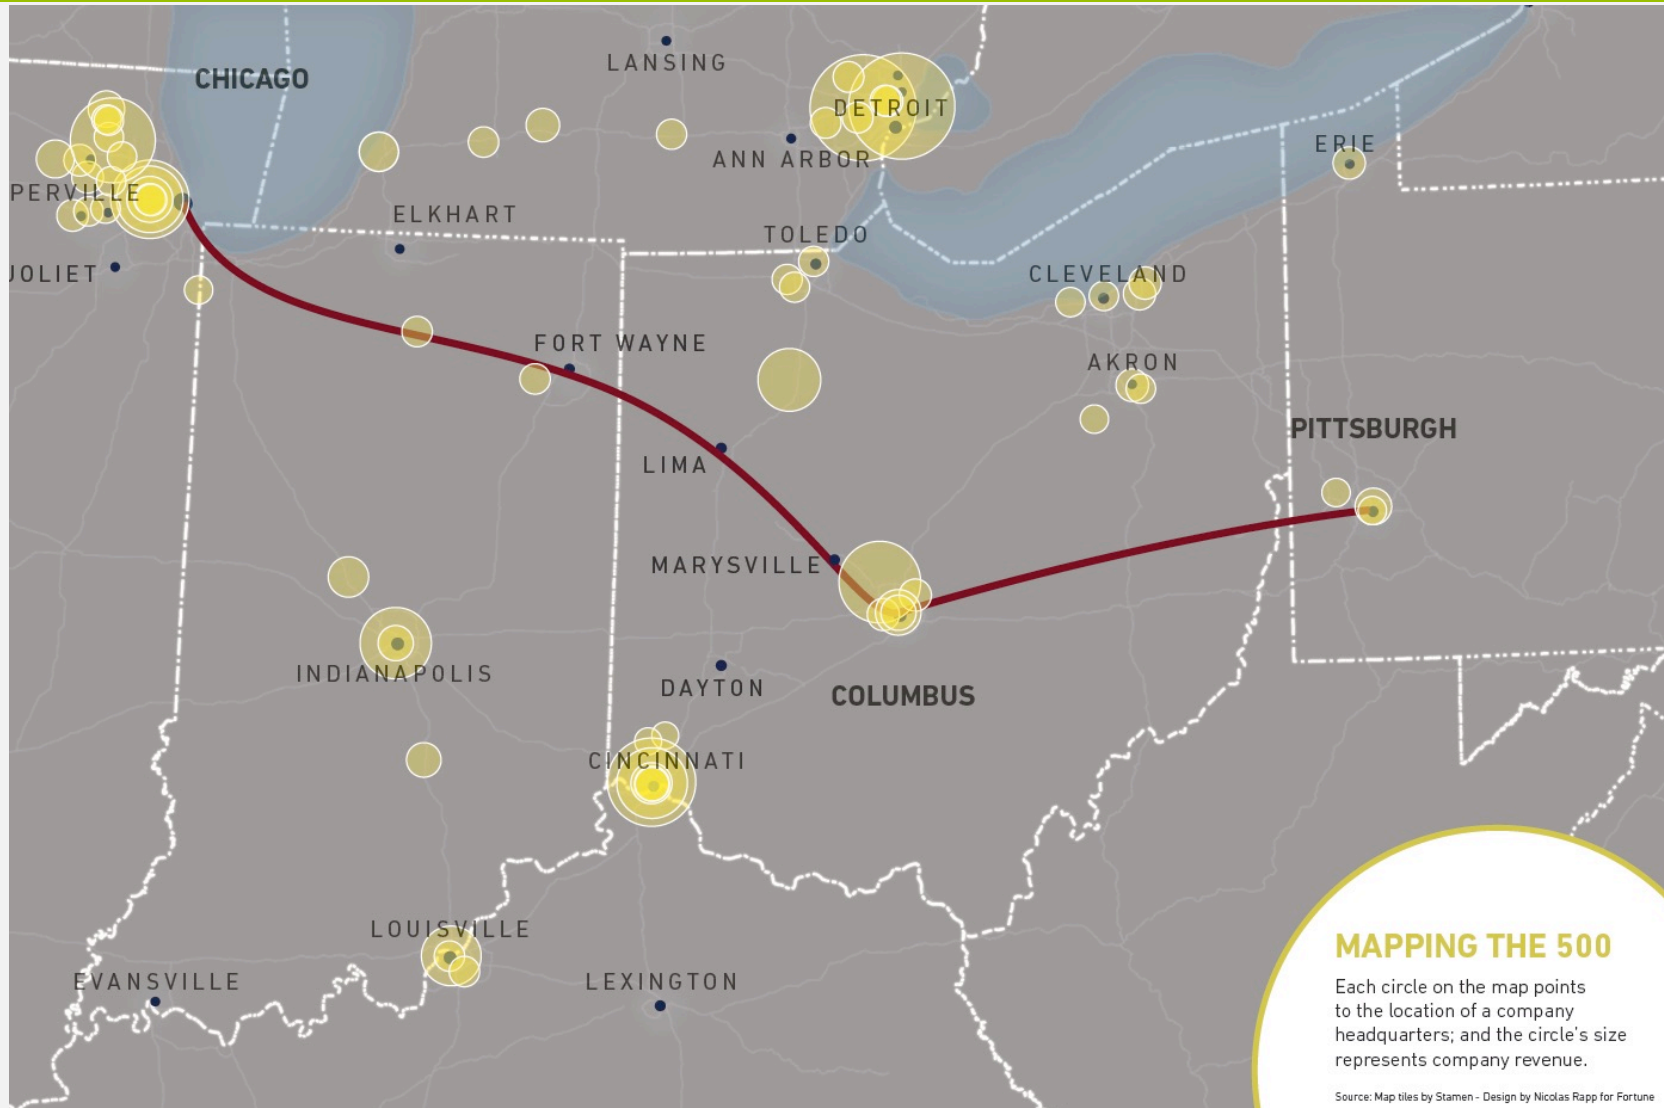 LANSING
CHICAGO
DETROIT
ERIE
ANN ARBOR
PERVILLE
ELKHART
TOLEDO
JOLIET
CLEVELAND
FORT WAYNE
AKRON
PITTSBURGH
LIMA
MARYSVILLE
INDIANAPOLIS
DAYTON
COLUMBUS
CINCINNATI
LOUISVILLE
EVANSVILLE
LEXINGTON
MAPPING THE 500
Each circle on the map points
to the location of a company
headquarters; and the circle's size
represents company revenue.
Source: Map tiles by Stamen - Design by Nicolas Rapp for Fortune